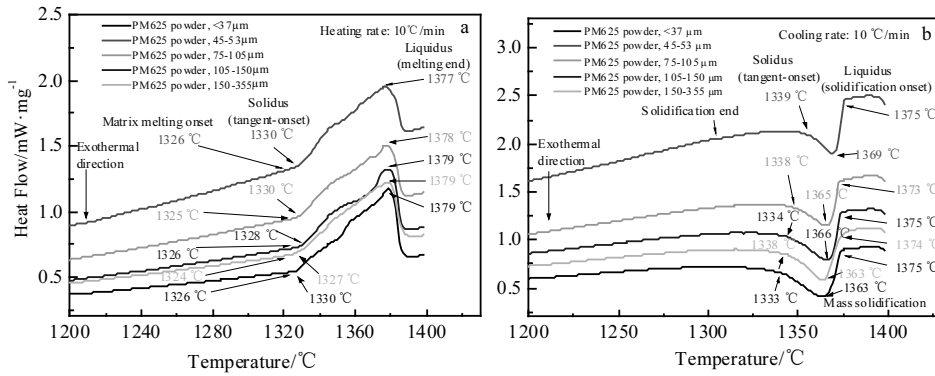 PM625 powder, <37μm
PM625 powder, 45-53μm
PM625 powder, 75-105μm
PM625 powder, 105-150μm
PM625 powder, 150-355μm
Heating rate: 10℃/min
a
Liquidus
(melting end)
1377 ℃
Solidus
(tangent-onset)
1330 ℃
Matrix melting onset
1326 ℃
Exothermal
direction
1378 ℃
1379 ℃
1379 ℃
1379 ℃
1330 ℃
1325 ℃
1328 ℃
1326 ℃
1324 ℃
1327 ℃
1326 ℃
1330 ℃
Heat Flow/mW·mg-1
2.5
2.0
1.5
1.0
0.5
1200
1240
1280
1320
1360
1400
Temperature/℃
PM625 powder, <37 μm
PM625 powder, 45-53 μm
PM625 powder, 75-105 μm
PM625 powder, 105-150 μm
PM625 powder, 150-355 μm
Cooling rate: 10 ℃/min
b
Solidus
(tangent-onset)
1339 ℃
Liquidus
(solidification onset)
1375 ℃
Solidification end
Exothermal
direction
1369 ℃
1338 ℃
1365 ℃
1373 ℃
1334 ℃
1375 ℃
1366 ℃
1338 ℃
1374 ℃
1363 ℃
1375 ℃
1333 ℃
1363 ℃
Mass solidification
3.0
2.5
2.0
1.5
1.0
0.5
1200
1250
1300
1350
1400
Temperature/℃